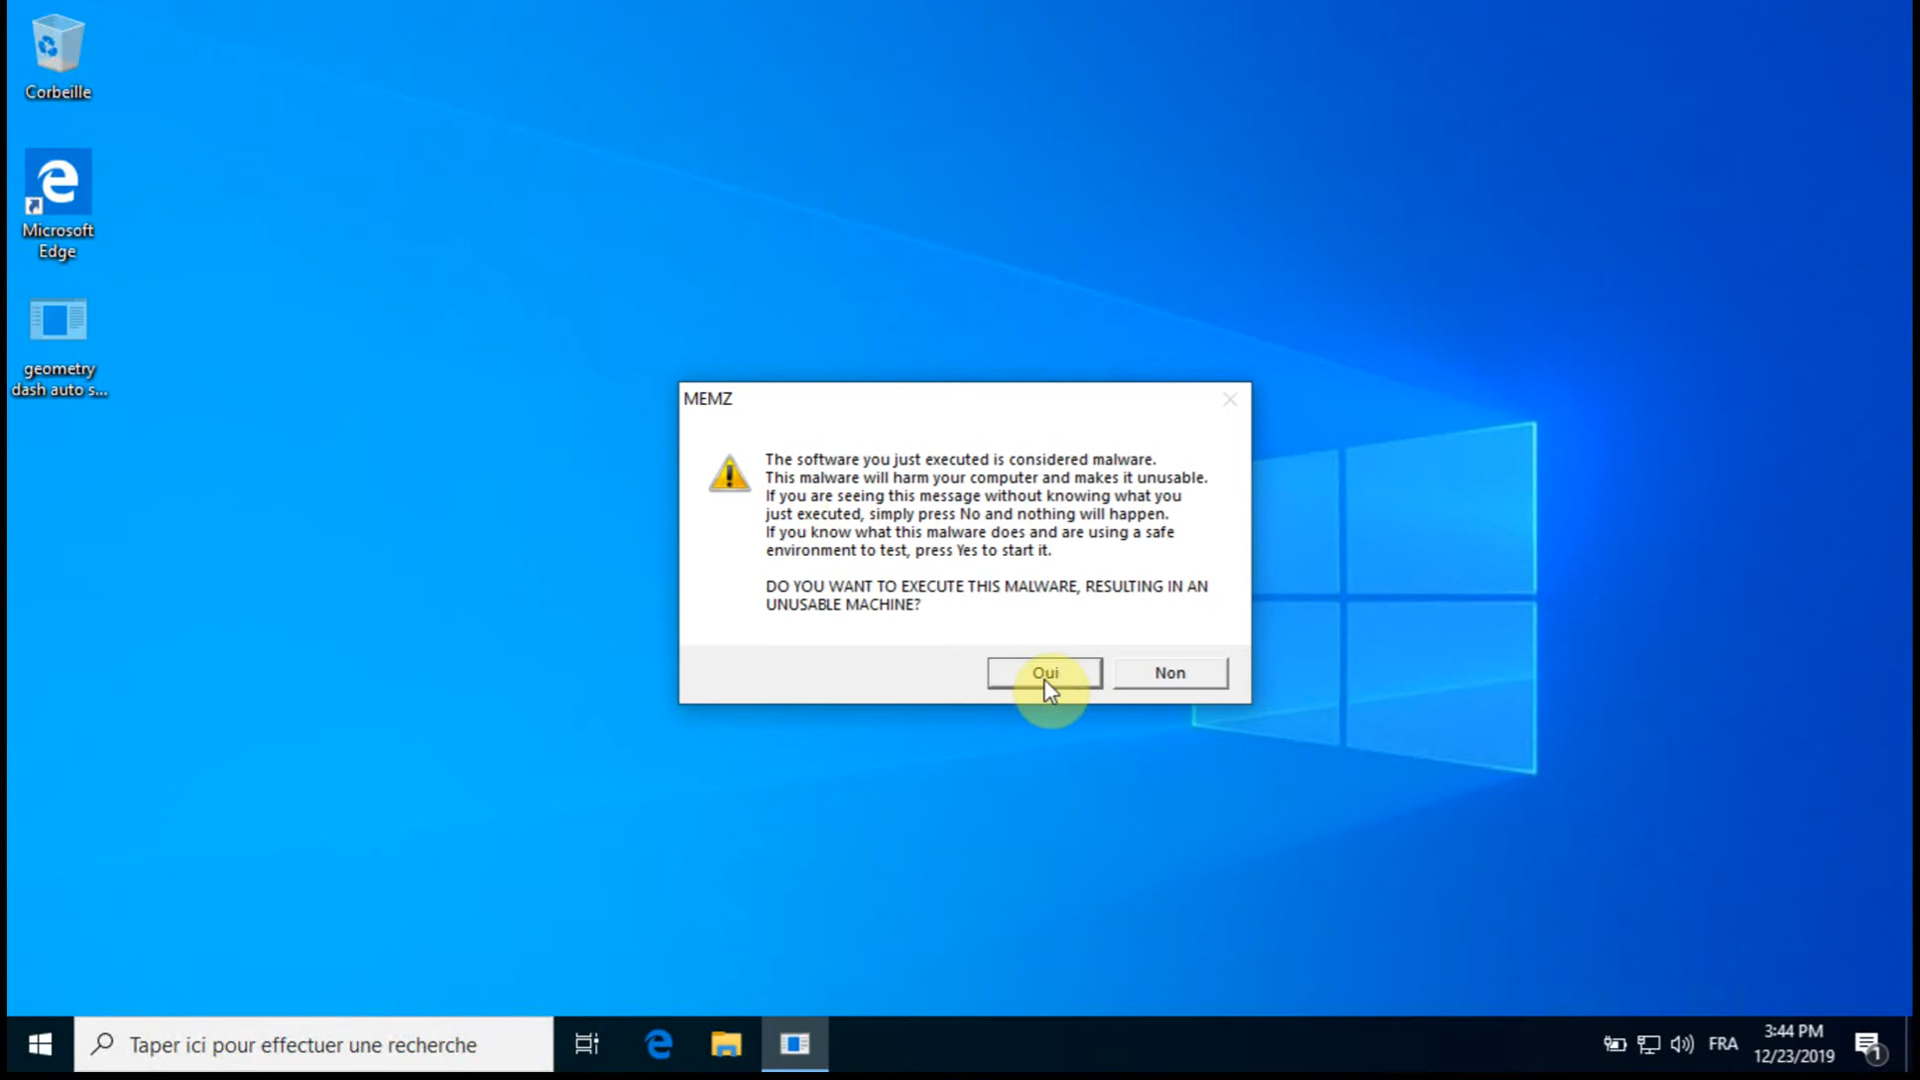 Corbeille
Microsoft
Edge
geometry
dash auto s...
MEMZ
The software you just executed is considered malware.
This malware will harm your computer and makes it unusable.
If you are seeing this message without knowing what you
just executed, simply press No and nothing will happen.
If you know what this malware does and are using a safe
environment to test, press Yes to start it.
DO YOU WANT TO EXECUTE THIS MALWARE, RESULTING IN AN
UNUSABLE MACHINE?
Oui
Non
Taper ici pour effectuer une recherche
FRA
3:44 PM
12/23/2019
1